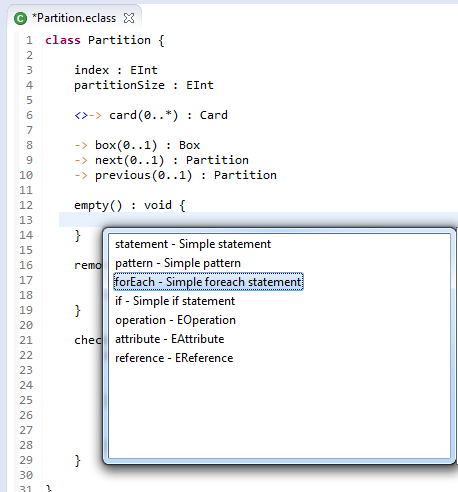 C *Partition.eclass
1 class Partition {
2
3 index : EInt
4 partitionSize : EInt
5
6 <>-> card(0..*) : Card
7
8 -> box(0..1) : Box
9 -> next(0..1) : Partition
10 -> previous(0..1) : Partition
11
12 empty() : void {
13
14 }
15
16 remo
17
18
19 }
20
21 chec
22
23
24
25
26
27
28
29 }
30
31 }
statement - Simple statement
pattern - Simple pattern
forEach - Simple foreach statement
if - Simple if statement
operation - EOperation
attribute - EAttribute
reference - EReference